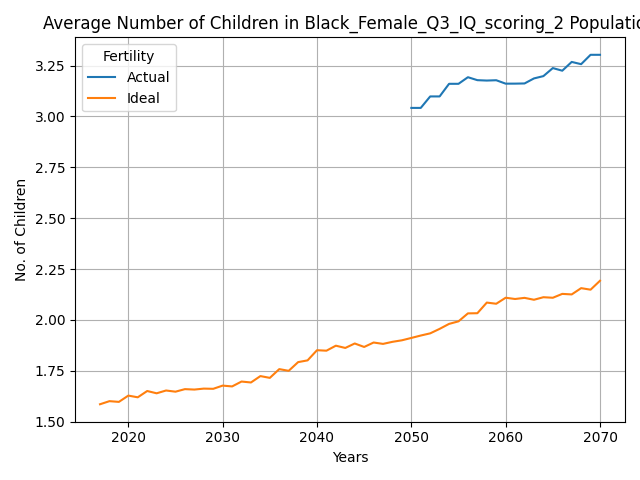 Average Number of Children in Black_Female_Q3_IQ_scoring_2 Populatio
Fertility
Actual
Ideal
3.25
3.00
2.75
2.50
2.25
2.00
1.75
1.50
No. of Children
2020 2030 2040 2050 2060 2070
Years